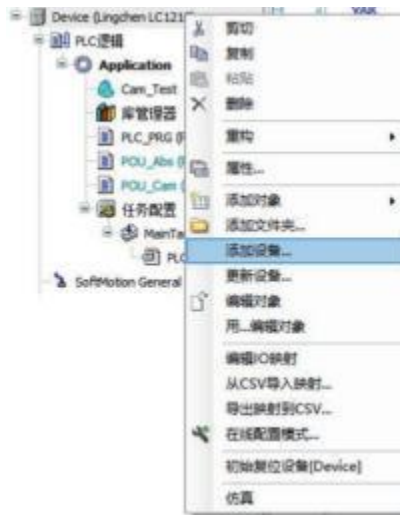 Device (Lingchen LC121
VAR
PLC逻辑
Application
Cam_Test
库管理器
PLC_PRG (
POU_Abs (
POU_Cam (
任务配置
MainTa
PLC
SoftMotion General
剪切
复制
粘贴
删除
重构
属性...
添加对象
添加文件夹...
添加设备...
更新设备...
编辑对象
用...编辑对象
编辑IO映射
从CSV导入映射...
导出映射到CSV...
在线配置模式...
初始复位设备[Device]
仿真